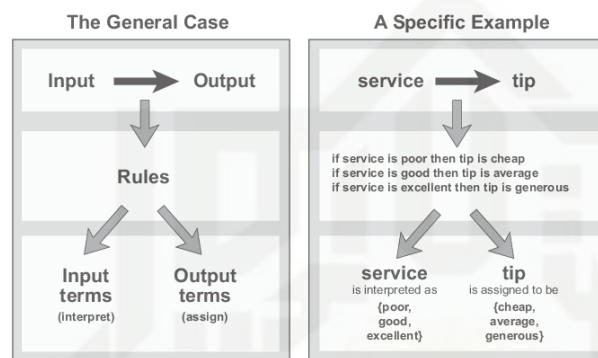 The General Case
Input Output
Rules
Input
terms
(interpret)
Output
terms
(assign)
A Specific Example
service tip
if service is poor then tip is cheap
if service is good then tip is average
if service is excellent then tip is generous
service
is interpreted as
{poor,
good,
excellent}
tip
is assigned to be
{cheap,
average,
generous}